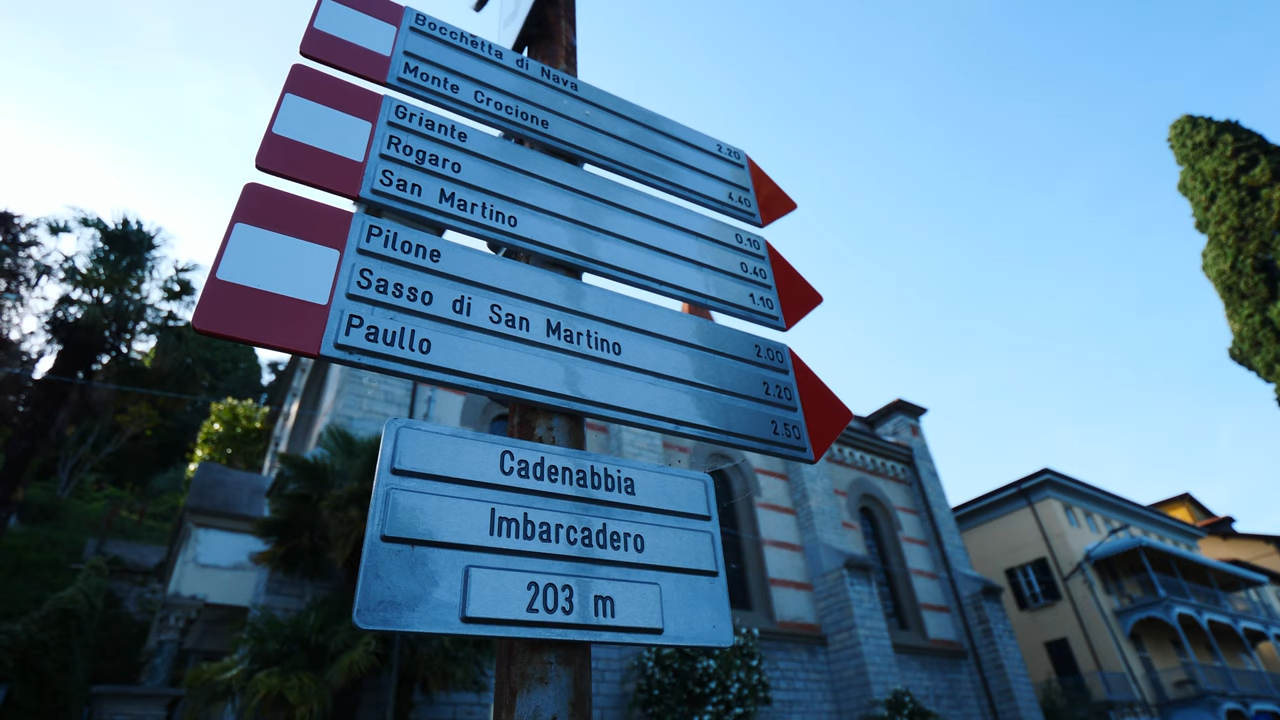 Bocchetta di Nava 2.20
Monte Crocione 4.40
Griante 0.10
Rogaro 0.40
San Martino 1.10
Pilone 2.00
Sasso di San Martino 2.20
Paullo 2.50
Cadenabbia
Imbarcadero
203 m